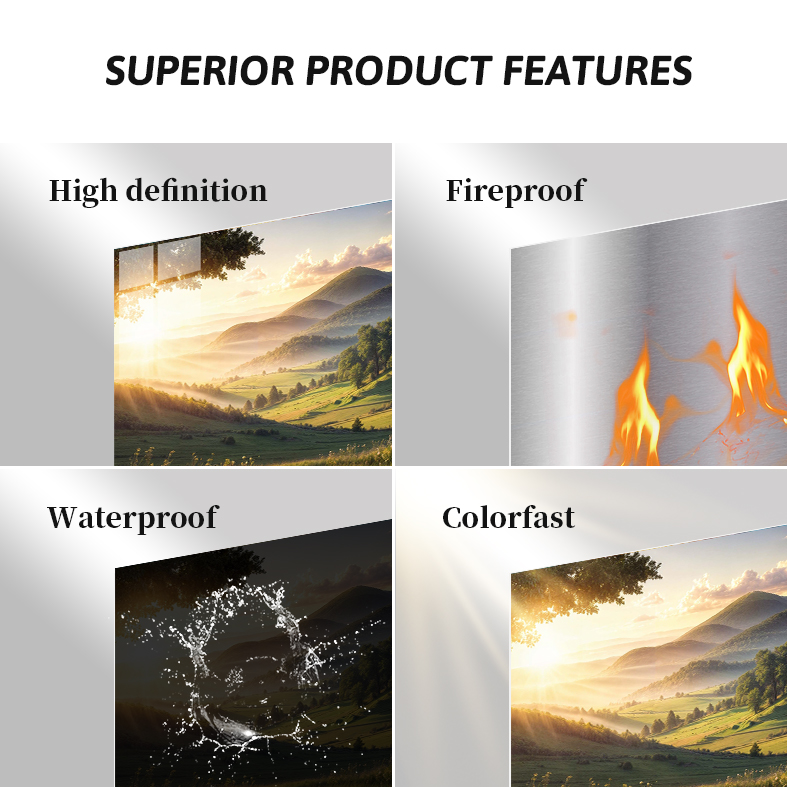 SUPERIOR PRODUCT FEATURES
High definition
Fireproof
Waterproof
Colorfast